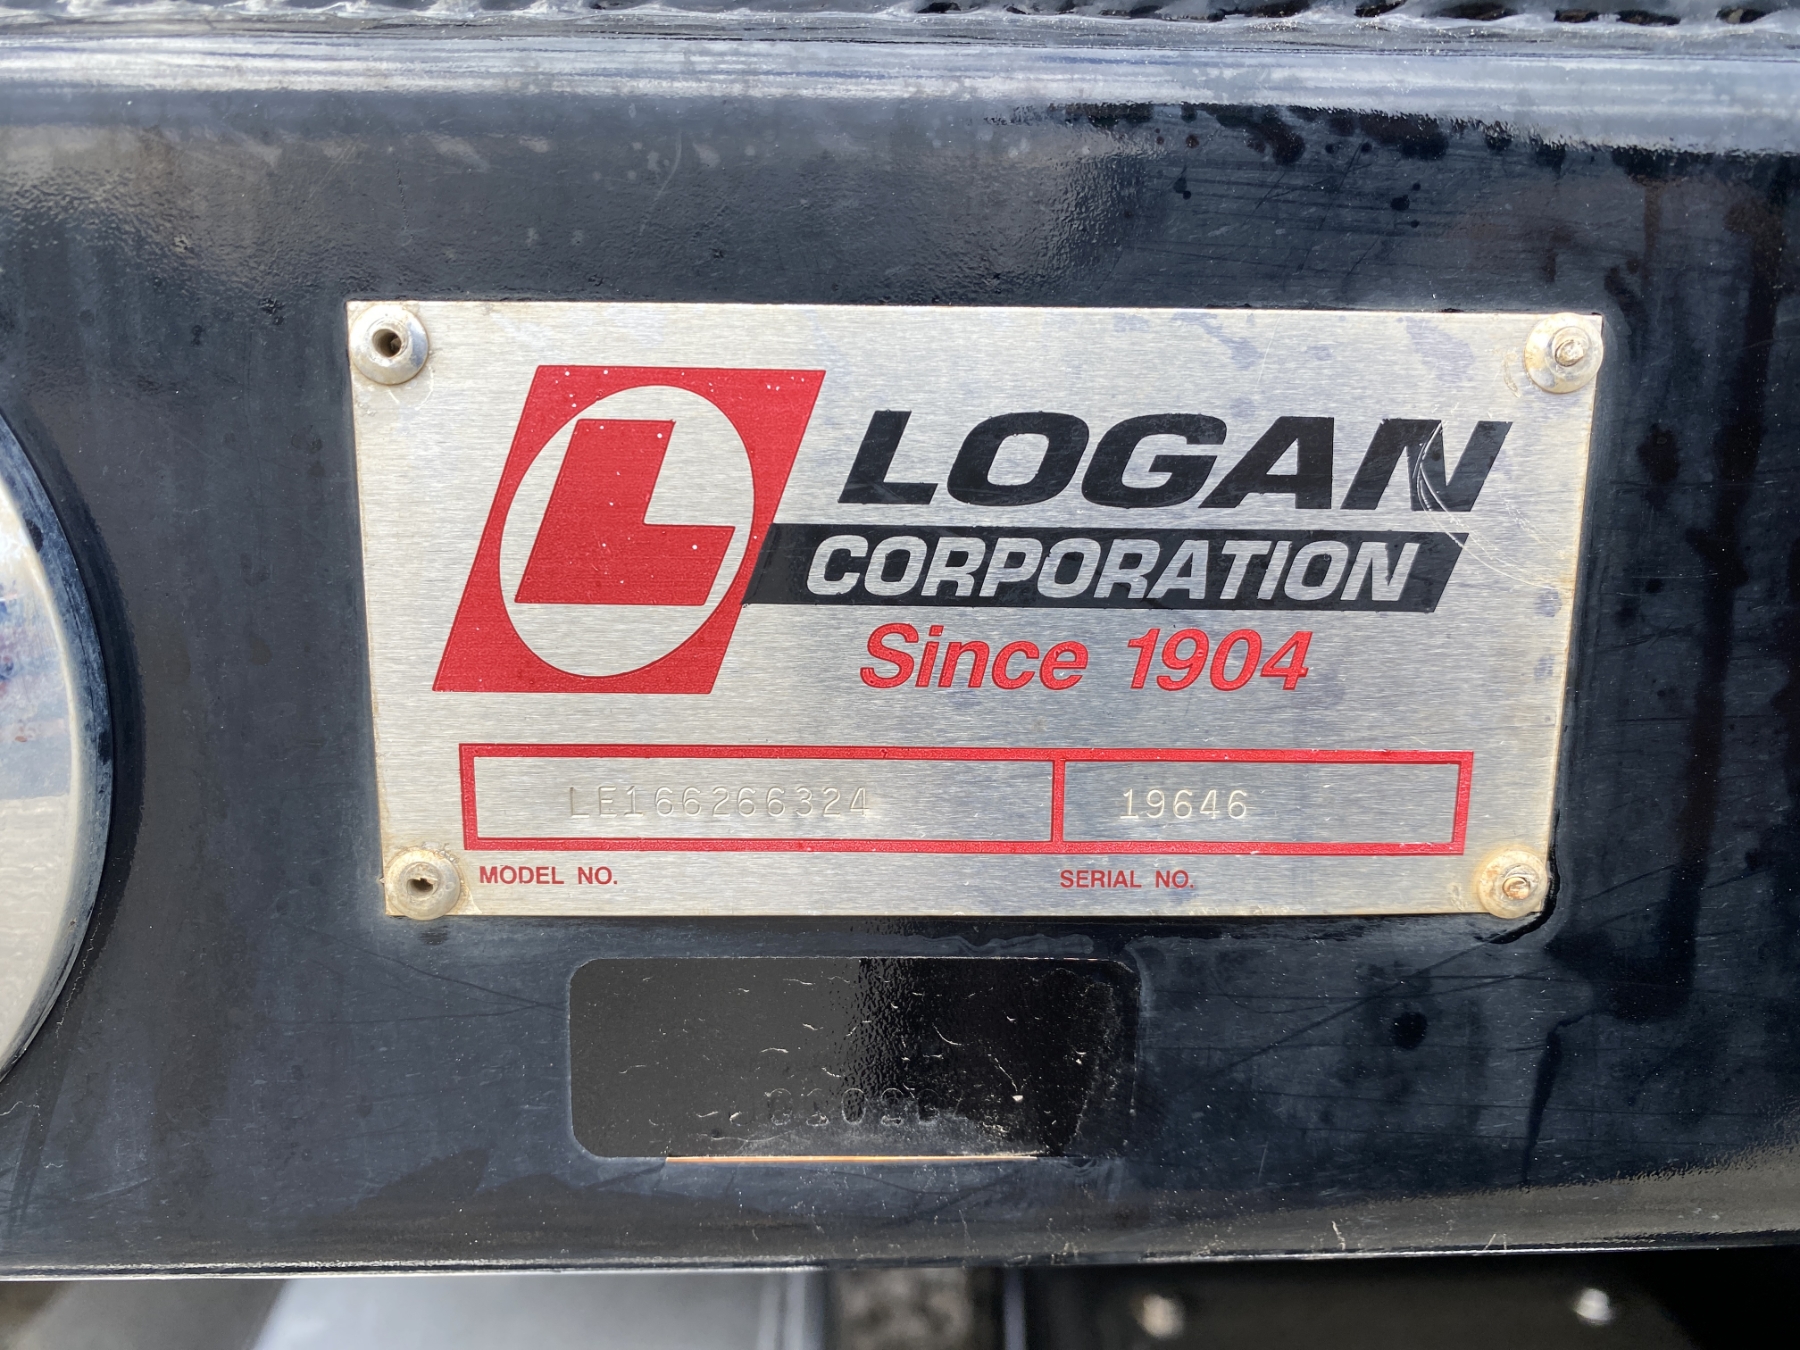 LOGAN
CORPORATION
Since 1904
LE166266324
19646
MODEL NO.
SERIAL NO.